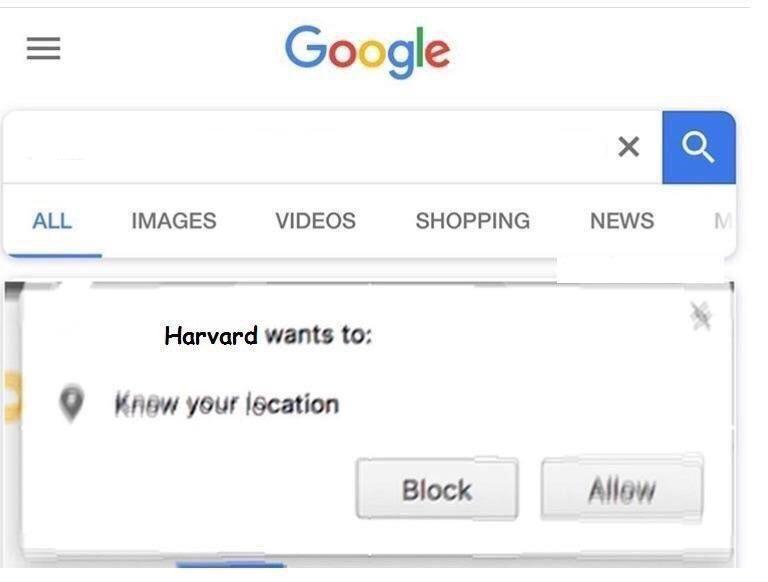 Google
ALL IMAGES VIDEOS SHOPPING NEWS M
Harvard wants to:
Know your location
Block Allow